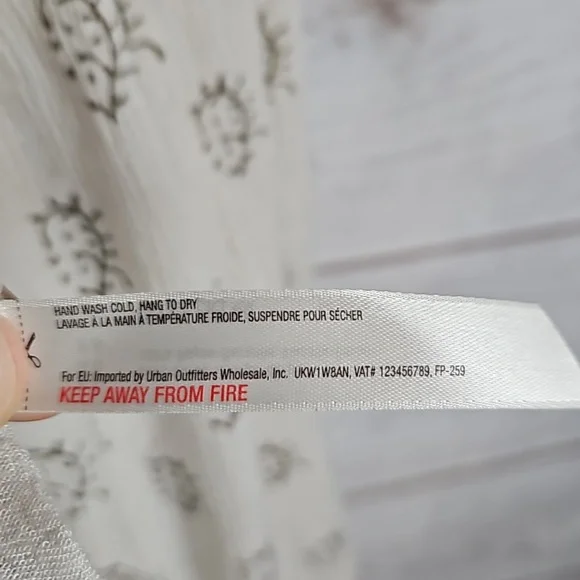 HAND WASH COLD, HANG TO DRY
LAVAGE À LA MAIN À TEMPÉRATURE FROIDE, SUSPENDRE POUR SÉCHER
For EU: Imported by Urban Outfitters Wholesale, Inc. UKW1W8AN, VAT# 123456789, FP-259
KEEP AWAY FROM FIRE